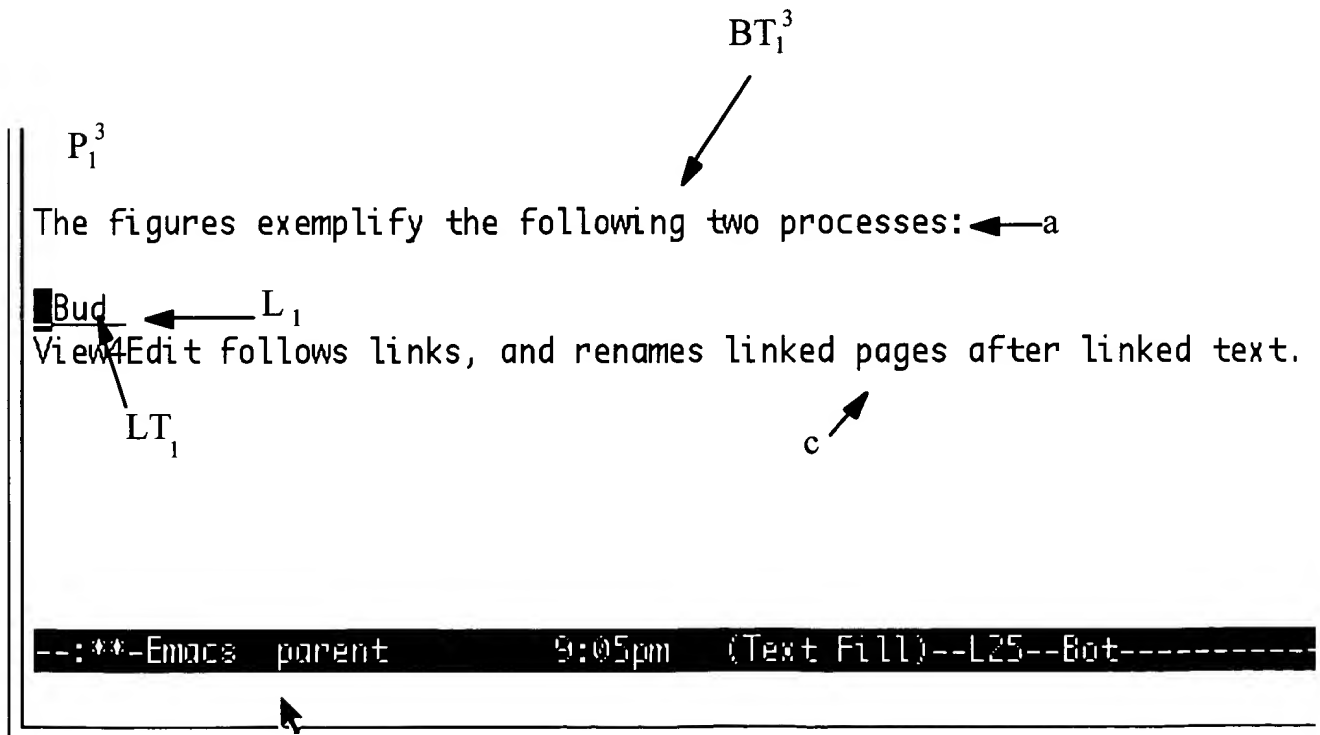 BT₁³
P₁³
The figures exemplify the following two processes: a
Bud L₁
View4Edit follows links, and renames linked pages after linked text.
LT₁ c
--:**-Emacs parent 9:05pm (Text Fill)--L25--Bot-----------